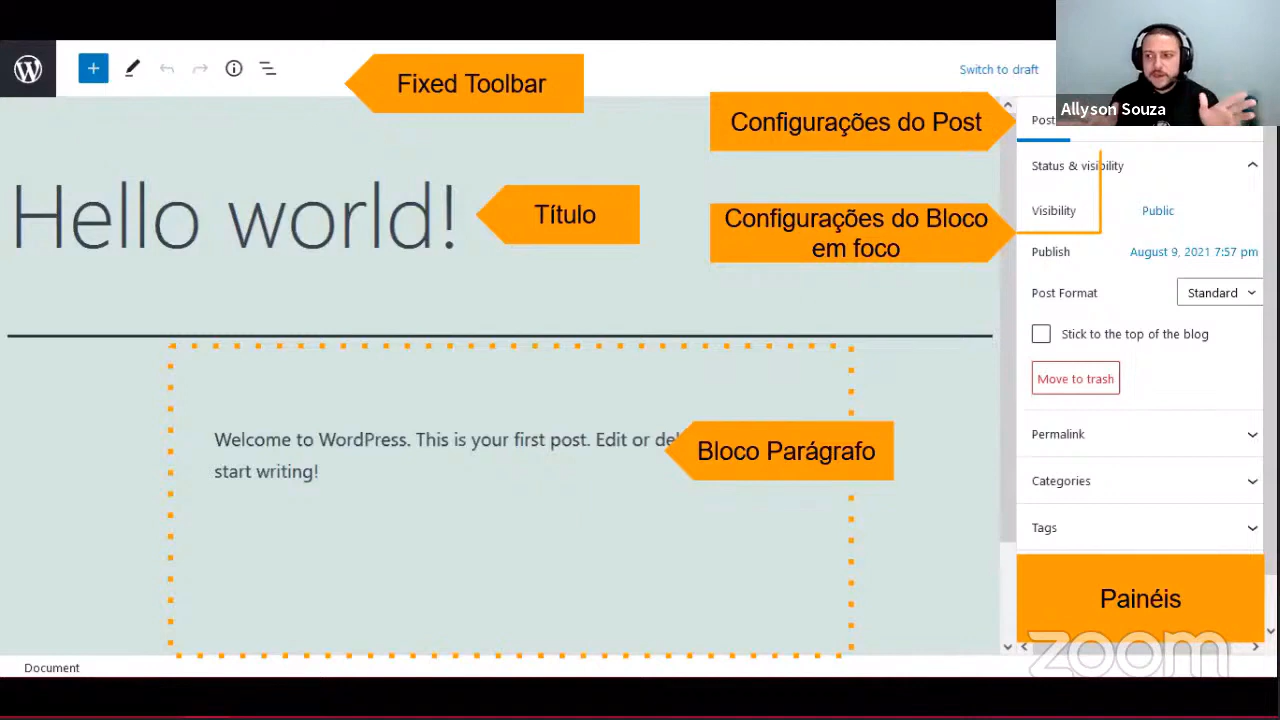 Fixed Toolbar
Switch to draft
Allyson Souza
Configurações do Post
Post
Hello world!
Título
Status & visibility
Configurações do Bloco
em foco
Visibility
Public
Publish
August 9, 2021 7:57 pm
Post Format
Standard
Stick to the top of the blog
Move to trash
Welcome to WordPress. This is your first post. Edit or
start writing!
Bloco Parágrafo
Permalink
Categories
Tags
Painéis
zoom
Document